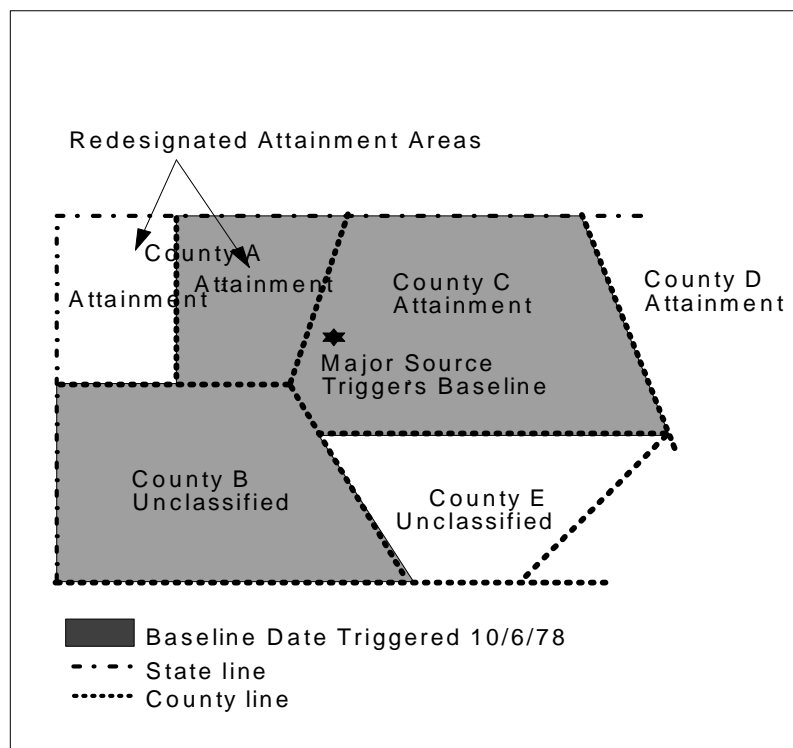 Redesignated Attainment Areas
County A
Attainment
Attainment
County C
Attainment
County D
Attainment
Major Source
Triggers Baseline
County B
Unclassified
County E
Unclassified
Baseline Date Triggered 10/6/78
State line
County line